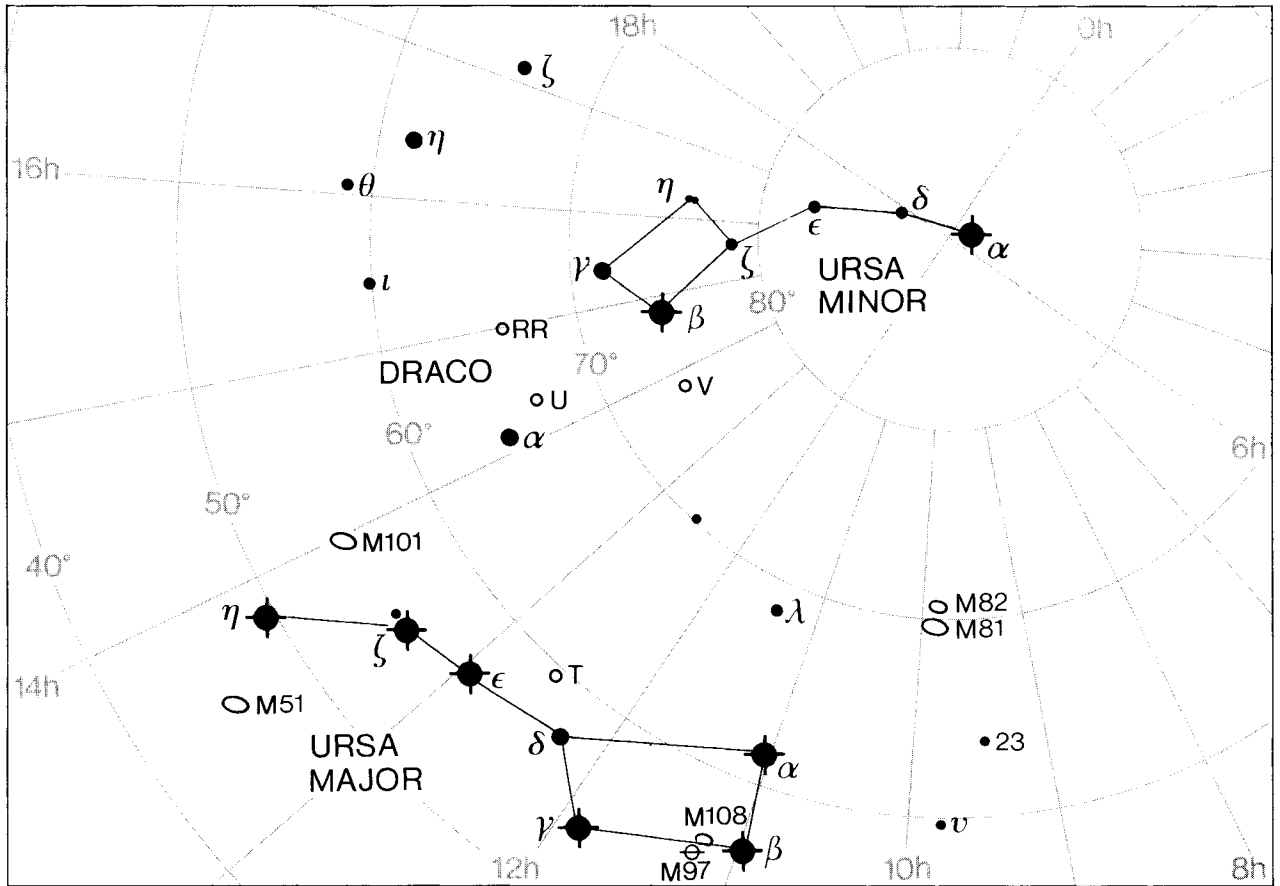 18h
0h
ζ
η
16h
θ
η
δ
ε
α
ζ
γ
URSA
MINOR
ι
80°
β
RR
DRACO
70°
V
U
60°
α
6h
50°
M101
40°
M82
λ
M81
η
ζ
T
ε
14h
M51
URSA
MAJOR
δ
23
α
M108
υ
γ
β
M97
12h
10h
8h